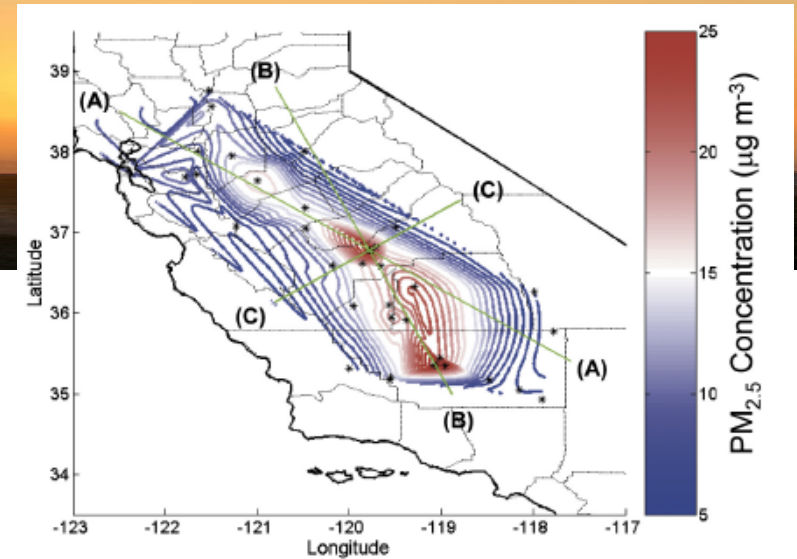 (A)
(B)
(C)
(C)
(B)
(A)
39
38
37
36
35
34
Latitude
-123
-122
-121
-120
-119
-118
-117
Longitude
25
20
15
10
5
PM2.5 Concentration (μg m-3)